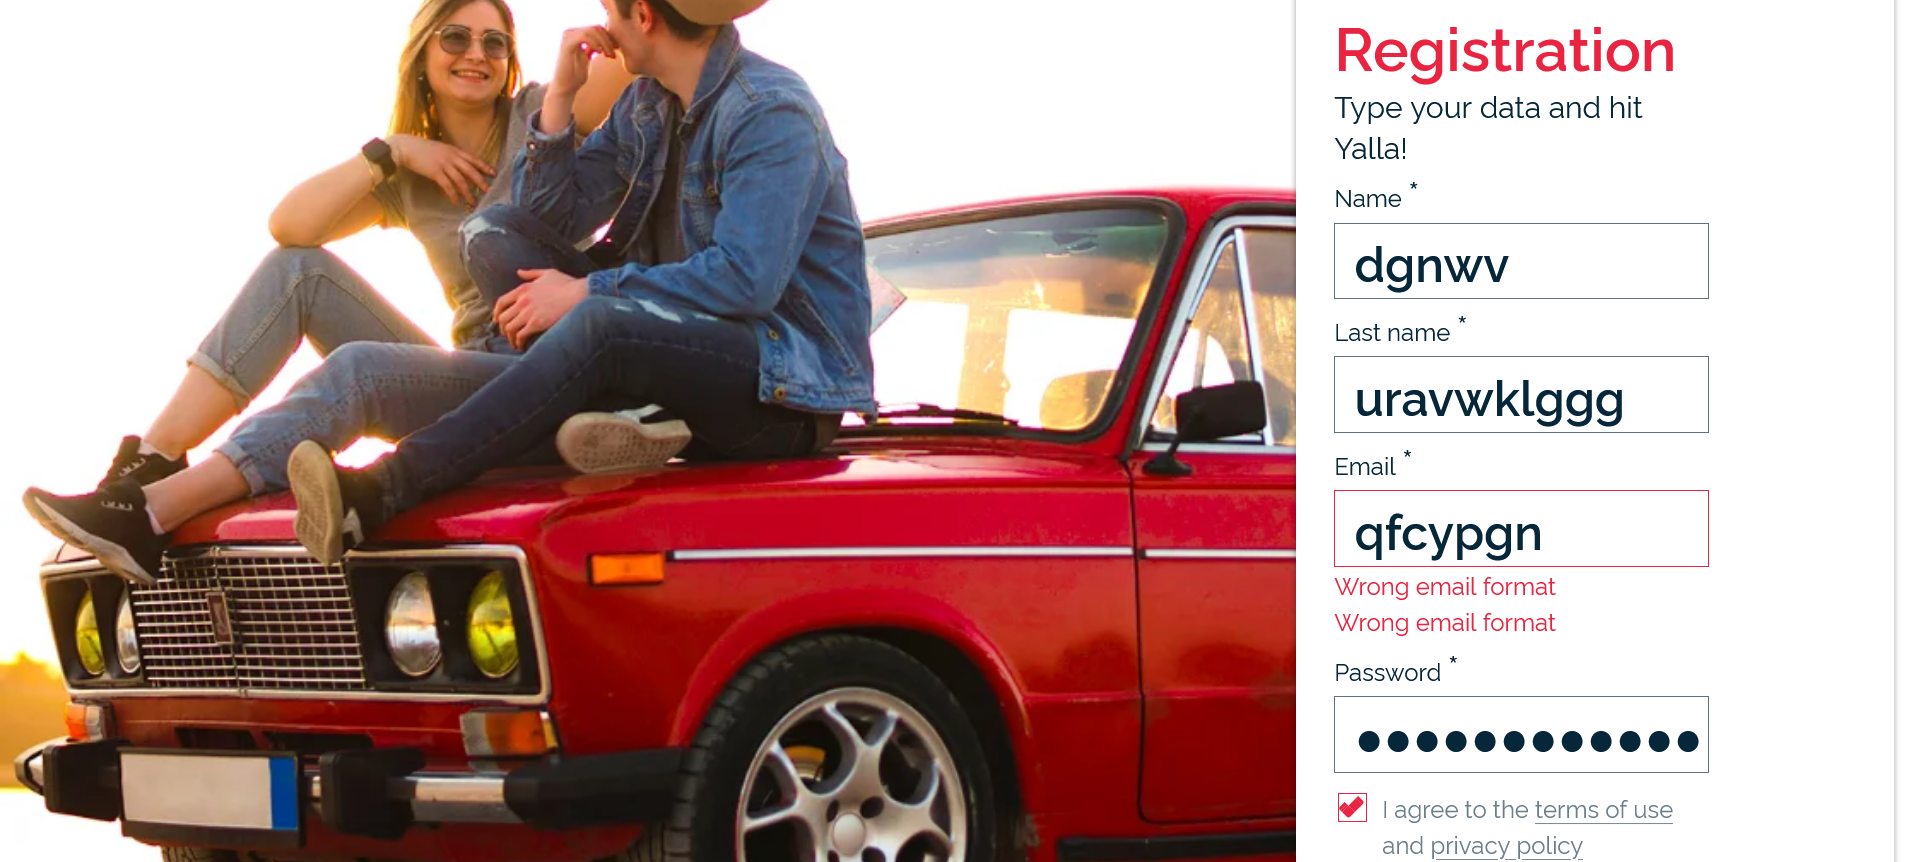 Registration
Type your data and hit
Yalla!
Name *
dgnwv
Last name *
uravwklggg
Email *
qfcypgn
Wrong email format
Wrong email format
Password *
●●●●●●●●●●●●
I agree to the terms of use
and privacy policy